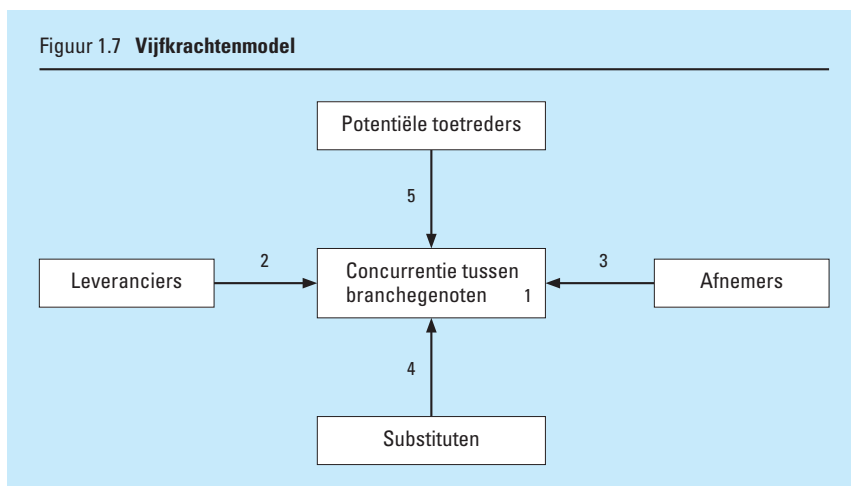 Figuur 1.7 Vijfkrachtenmodel
Potentiële toetreders
5
Leveranciers
2
Concurrentie tussen
branchegenoten 1
3
Afnemers
4
Substituten